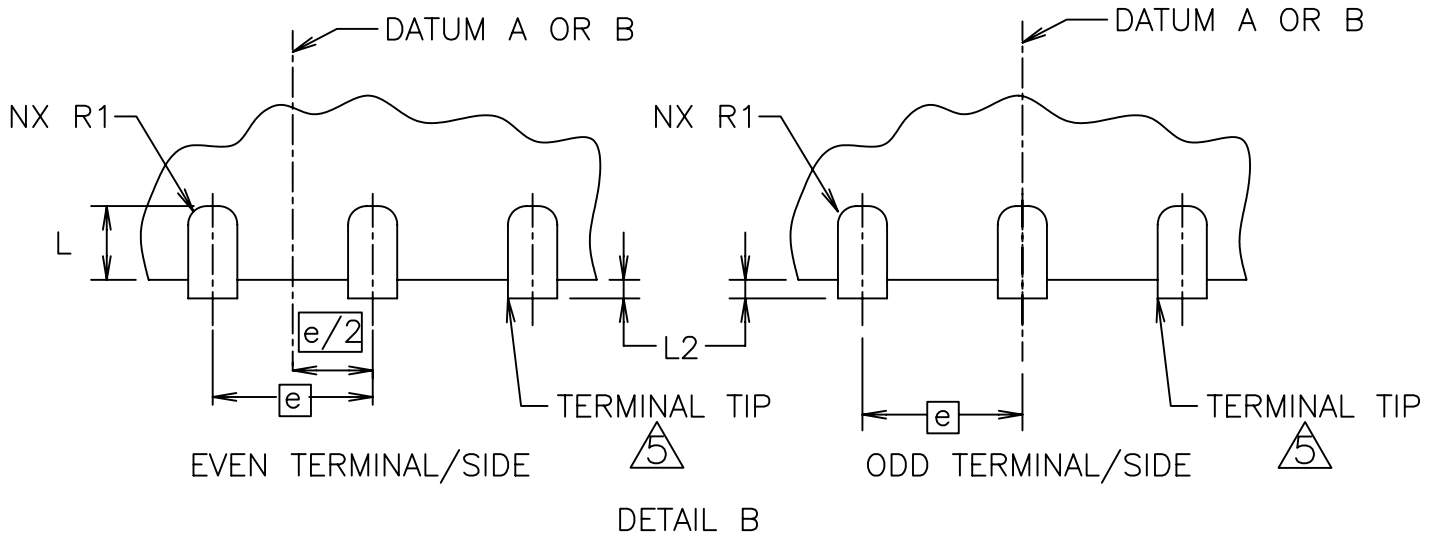 DATUM A OR B
DATUM A OR B
NX R1
NX R1
L
e/2
L2
e
e
TERMINAL TIP
TERMINAL TIP
5
5
EVEN TERMINAL/SIDE
ODD TERMINAL/SIDE
DETAIL B